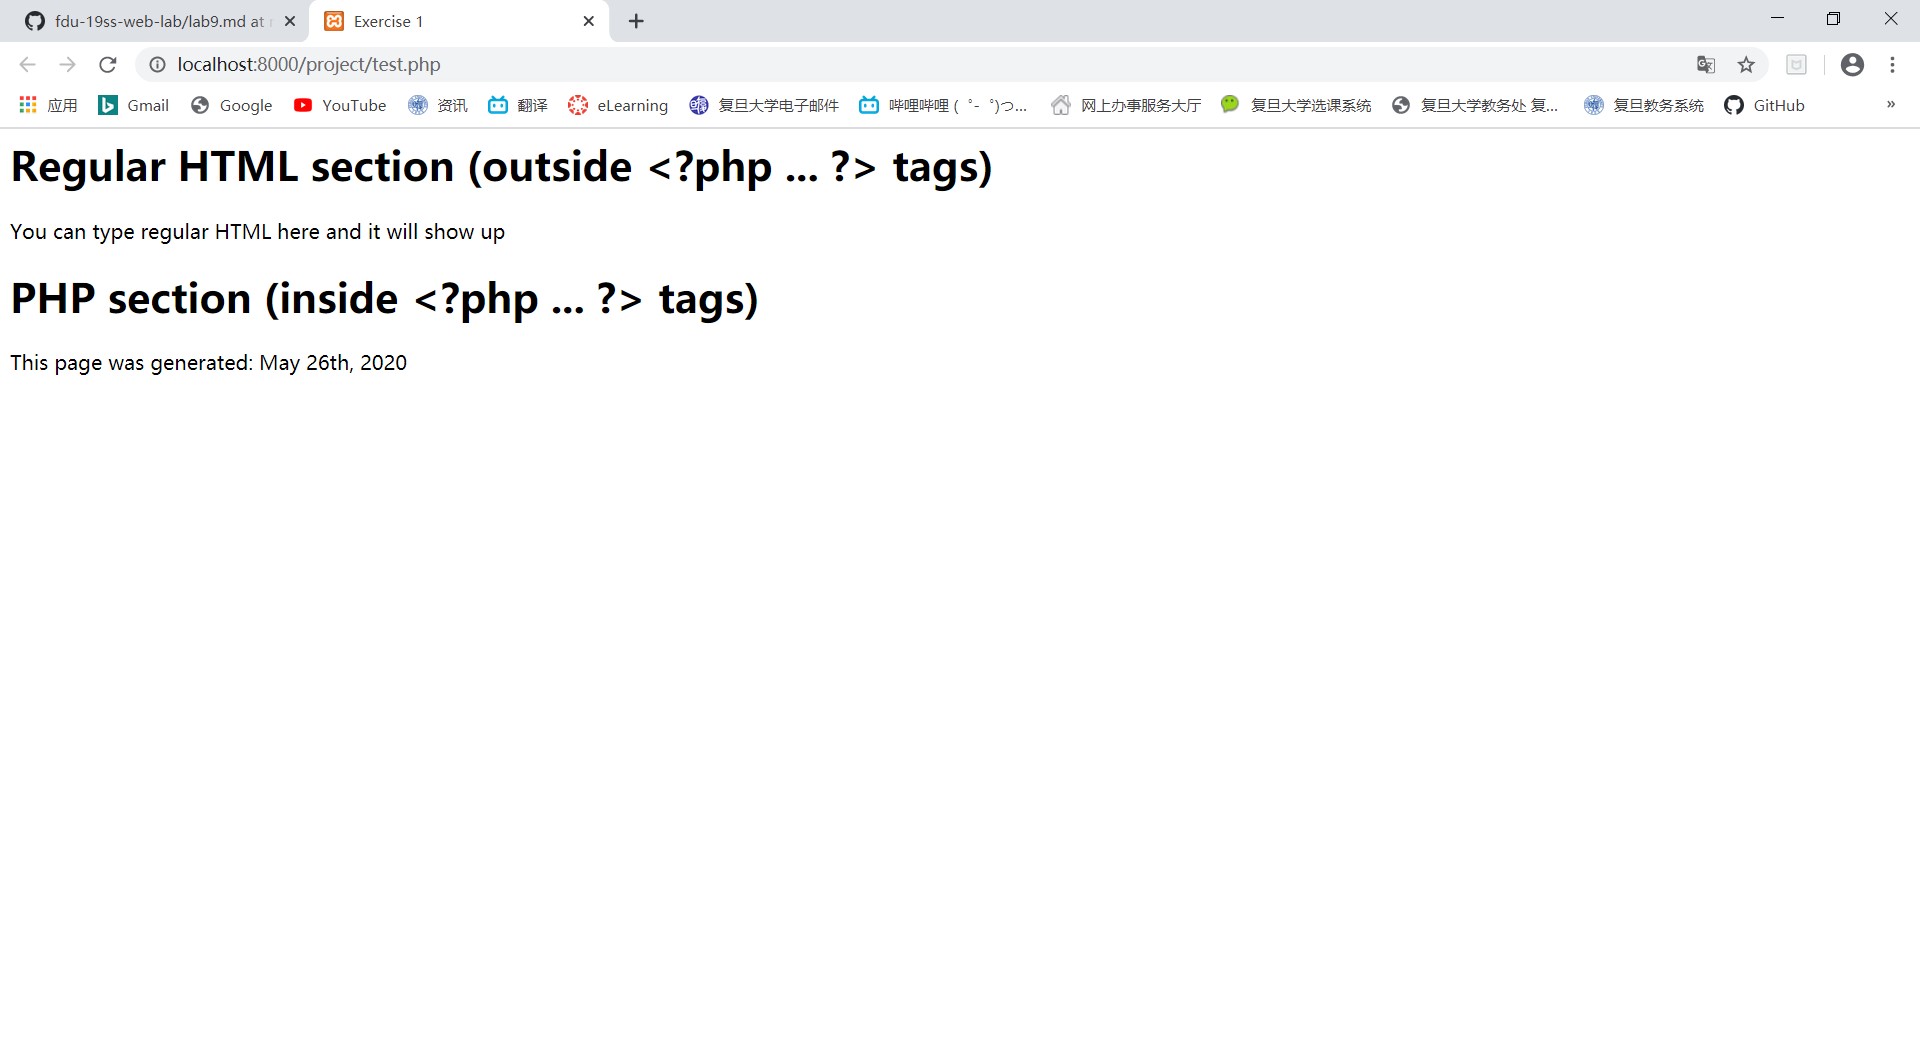 fdu-19ss-web-lab/lab9.md at
Exercise 1
localhost:8000/project/test.php
应用 Gmail Google YouTube 资讯 翻译 eLearning 复旦大学电子邮件 哔哩哔哩 ( ゜- ゜)つ... 网上办事服务大厅 复旦大学选课系统 复旦大学教务处 复... 复旦教务系统 GitHub »
Regular HTML section (outside <?php ... ?> tags)
You can type regular HTML here and it will show up
PHP section (inside <?php ... ?> tags)
This page was generated: May 26th, 2020